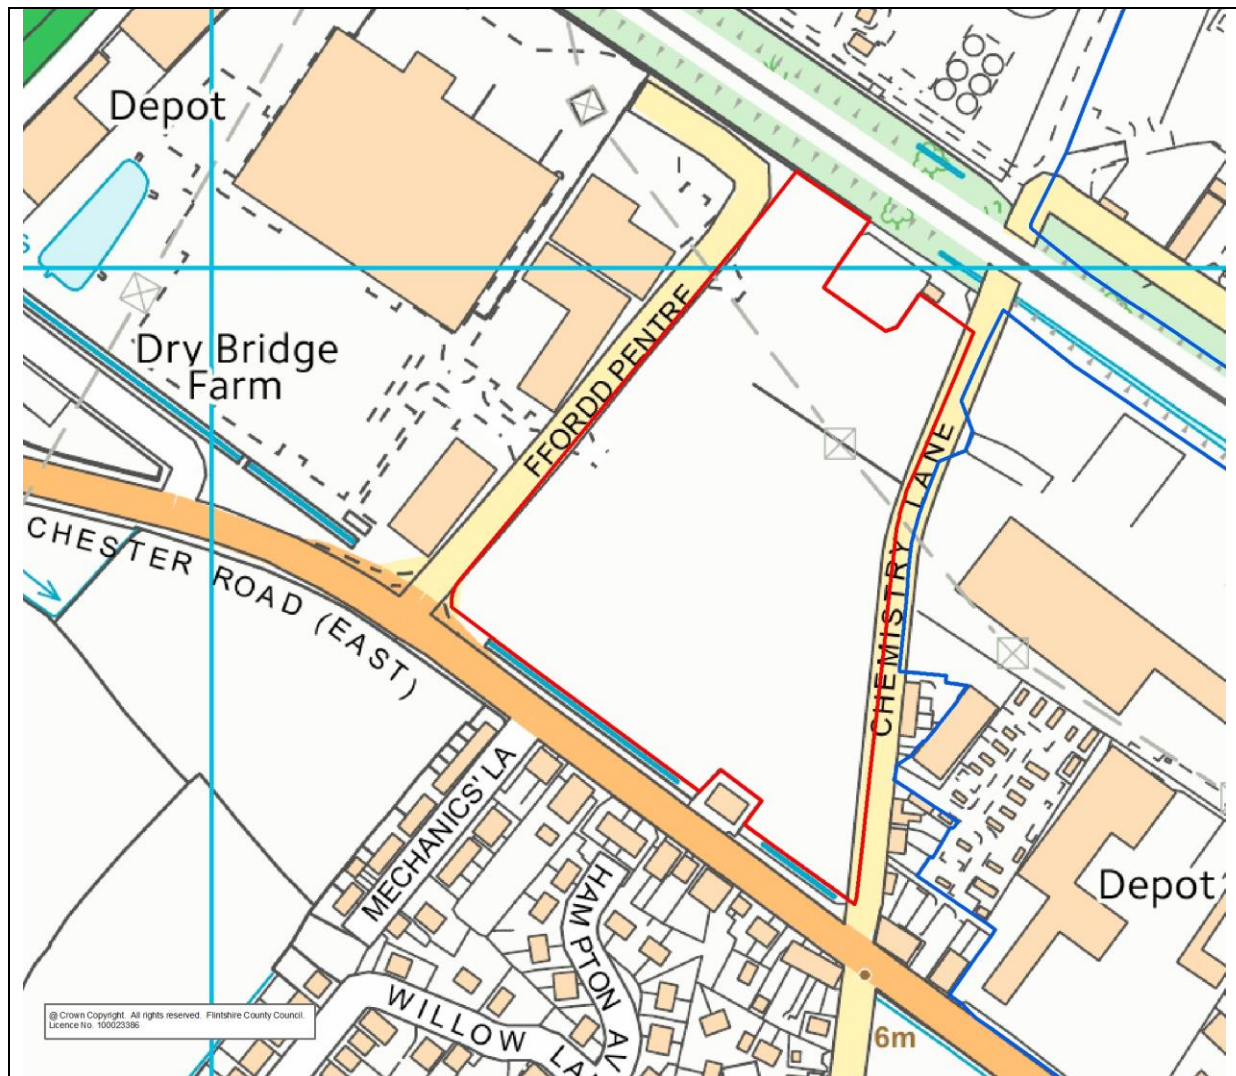 Depot
Dry Bridge
Farm
FFORDD PENTRE
CHEMISTRY LANE
CHESTER ROAD (EAST)
MECHANICS' LA
HAMPTON AV
Depot
WILLOW LA
6m
@ Crown Copyright. All rights reserved. Flintshire County Council.
Licence No. 100023386